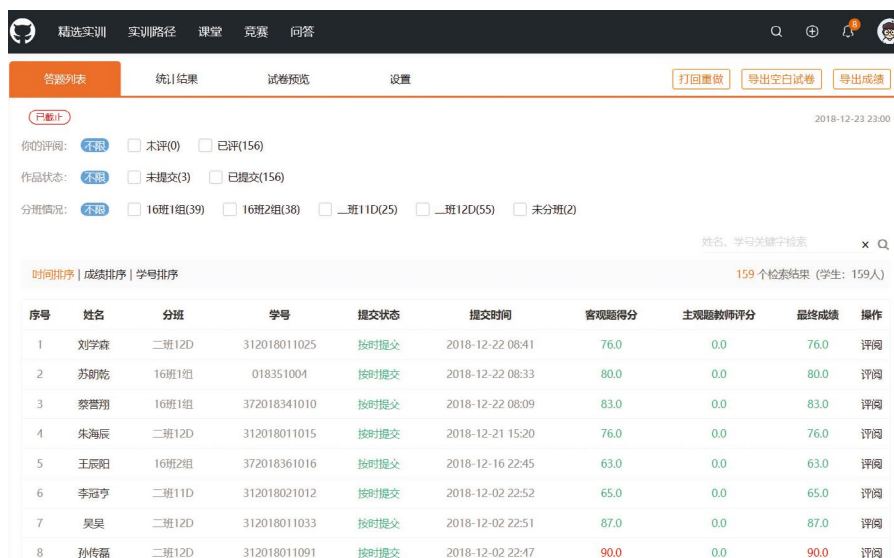 精选实训 实训路径 课堂 竞赛 问答 8
答题列表 统计结果 试卷预览 设置 打回重做 导出空白试卷 导出成绩
已截止 2018-12-23 23:00
你的评阅: 不限 未评(0) 已评(156)
作品状态: 不限 未提交(3) 已提交(156)
分班情况: 不限 16班1组(39) 16班2组(38) 二班11D(25) 二班12D(55) 未分班(2)
姓名、学号关键字检索 x
时间排序 | 成绩排序 | 学号排序 159 个检索结果 (学生: 159人)
序号 姓名 分班 学号 提交状态 提交时间 客观题得分 主观题教师评分 最终成绩 操作
1 刘学森 二班12D 312018011025 按时提交 2018-12-22 08:41 76.0 0.0 76.0 评阅
2 苏朗乾 16班1组 018351004 按时提交 2018-12-22 08:33 80.0 0.0 80.0 评阅
3 蔡誉翔 16班1组 372018341010 按时提交 2018-12-22 08:09 83.0 0.0 83.0 评阅
4 朱海辰 二班12D 312018011015 按时提交 2018-12-21 15:20 76.0 0.0 76.0 评阅
5 王辰阳 16班2组 372018361016 按时提交 2018-12-16 22:45 63.0 0.0 63.0 评阅
6 李冠亨 二班11D 312018021012 按时提交 2018-12-02 22:52 65.0 0.0 65.0 评阅
7 吴昊 二班12D 312018011033 按时提交 2018-12-02 22:51 87.0 0.0 87.0 评阅
8 孙传磊 二班12D 312018011091 按时提交 2018-12-02 22:47 90.0 0.0 90.0 评阅